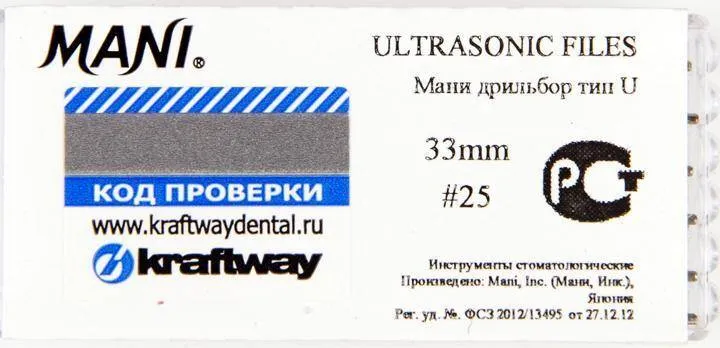 MANI®
КОД ПРОВЕРКИ
www.kraftwaydental.ru
kraftway
ULTRASONIC FILES
Мани дрильбор тип U
33mm
#25
РСТ
Инструменты стоматологические
Произведено: Mani, Inc. (Мани, Инк.),
Япония
Рег. уд. №. ФСЗ 2012/13495 от 27.12.12